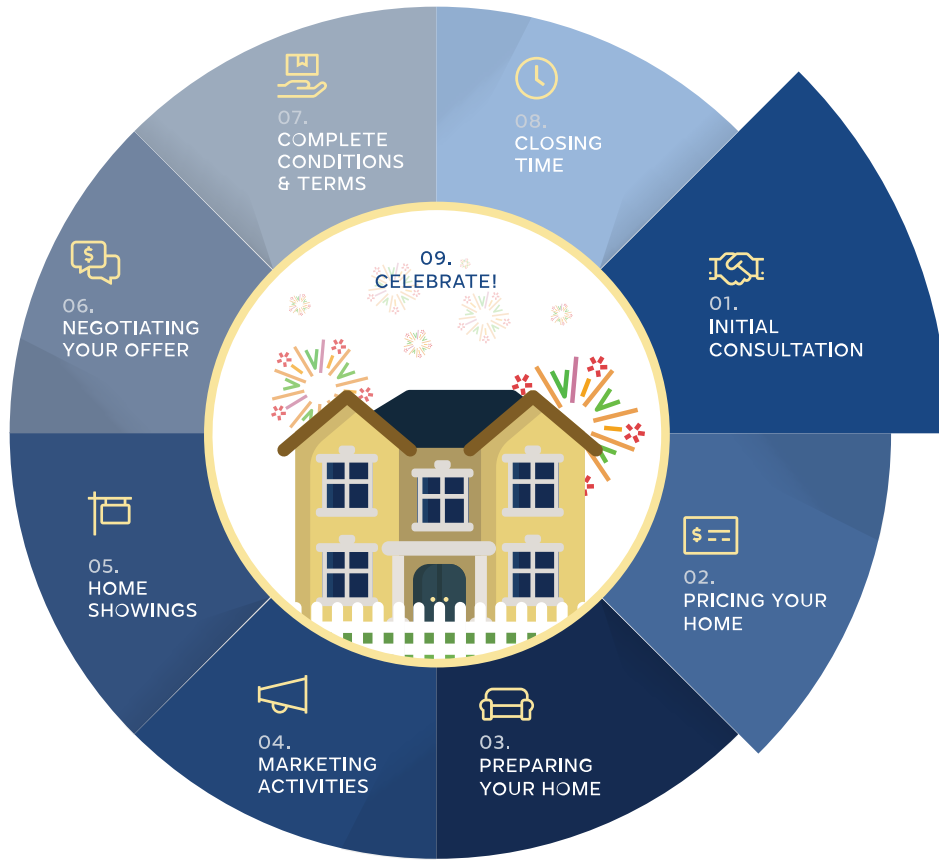 01.
INITIAL
CONSULTATION
02.
PRICING YOUR
HOME
03.
PREPARING
YOUR HOME
04.
MARKETING
ACTIVITIES
05.
HOME
SHOWINGS
06.
NEGOTIATING
YOUR OFFER
07.
COMPLETE
CONDITIONS
& TERMS
08.
CLOSING
TIME
09.
CELEBRATE!
$
$